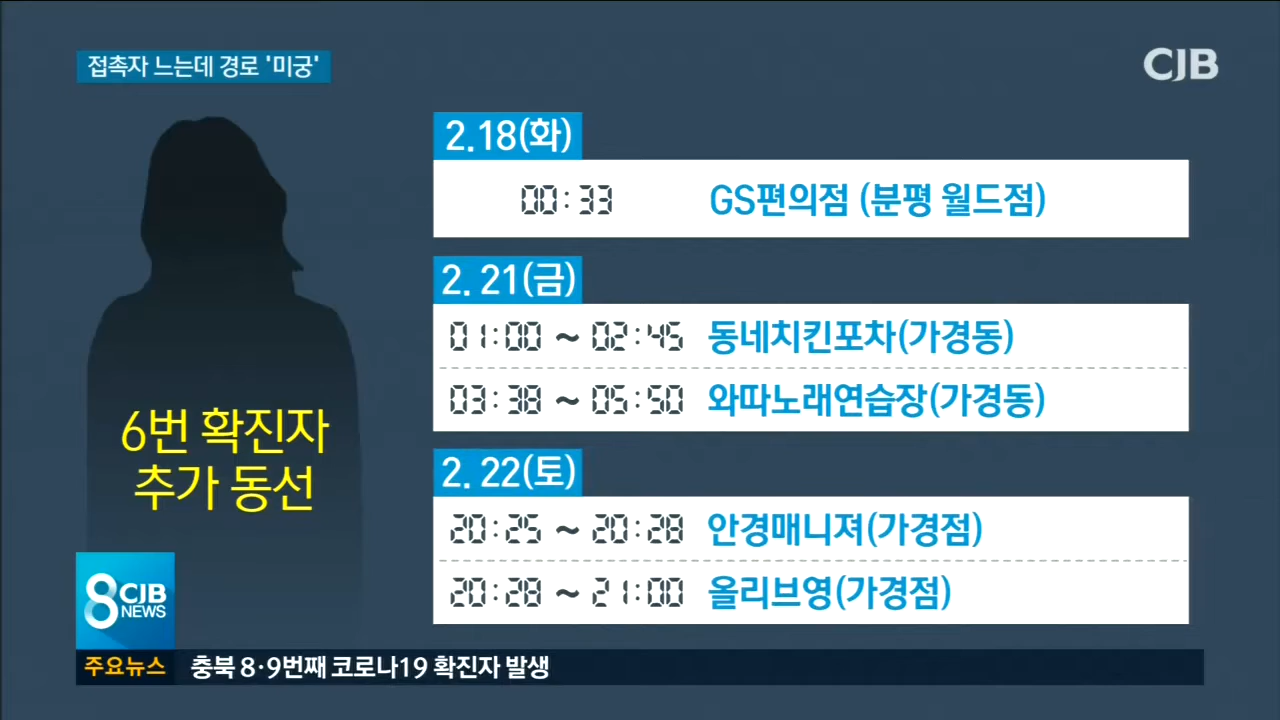 접촉자 느는데 경로 '미궁'
CJB
2.18(화)
00:33 GS편의점 (분평 월드점)
2. 21(금)
01:00 ~ 02:45 동네치킨포차(가경동)
03:38 ~ 05:50 와따노래연습장(가경동)
2. 22(토)
20:25 ~ 20:28 안경매니져(가경점)
20:28 ~ 21:00 올리브영(가경점)
6번 확진자
추가 동선
8 CJB
NEWS
주요뉴스 충북 8·9번째 코로나19 확진자 발생